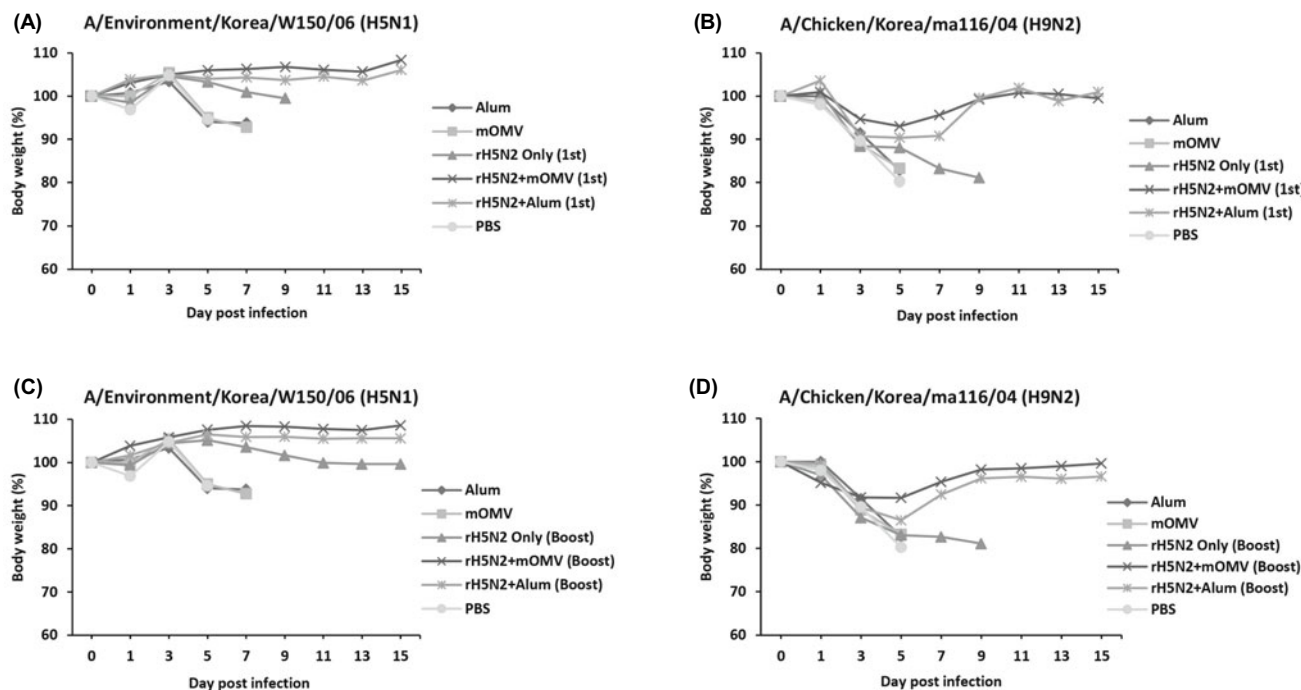 (A)
A/Environment/Korea/W150/06 (H5N1)
110
100
90
80
70
60
Body weight (%)
0 1 3 5 7 9 11 13 15
Day post infection
Alum
mOMV
rH5N2 Only (1st)
rH5N2+mOMV (1st)
rH5N2+Alum (1st)
PBS
(B)
A/Chicken/Korea/ma116/04 (H9N2)
110
100
90
80
70
60
Body weight (%)
0 1 3 5 7 9 11 13 15
Day post infection
Alum
mOMV
rH5N2 Only (1st)
rH5N2+mOMV (1st)
rH5N2+Alum (1st)
PBS
(C)
A/Environment/Korea/W150/06 (H5N1)
110
100
90
80
70
60
Body weight (%)
0 1 3 5 7 9 11 13 15
Day post infection
Alum
mOMV
rH5N2 Only (Boost)
rH5N2+mOMV (Boost)
rH5N2+Alum (Boost)
PBS
(D)
A/Chicken/Korea/ma116/04 (H9N2)
110
100
90
80
70
60
Body weight (%)
0 1 3 5 7 9 11 13 15
Day post infection
Alum
mOMV
rH5N2 Only (Boost)
rH5N2+mOMV (Boost)
rH5N2+Alum (Boost)
PBS